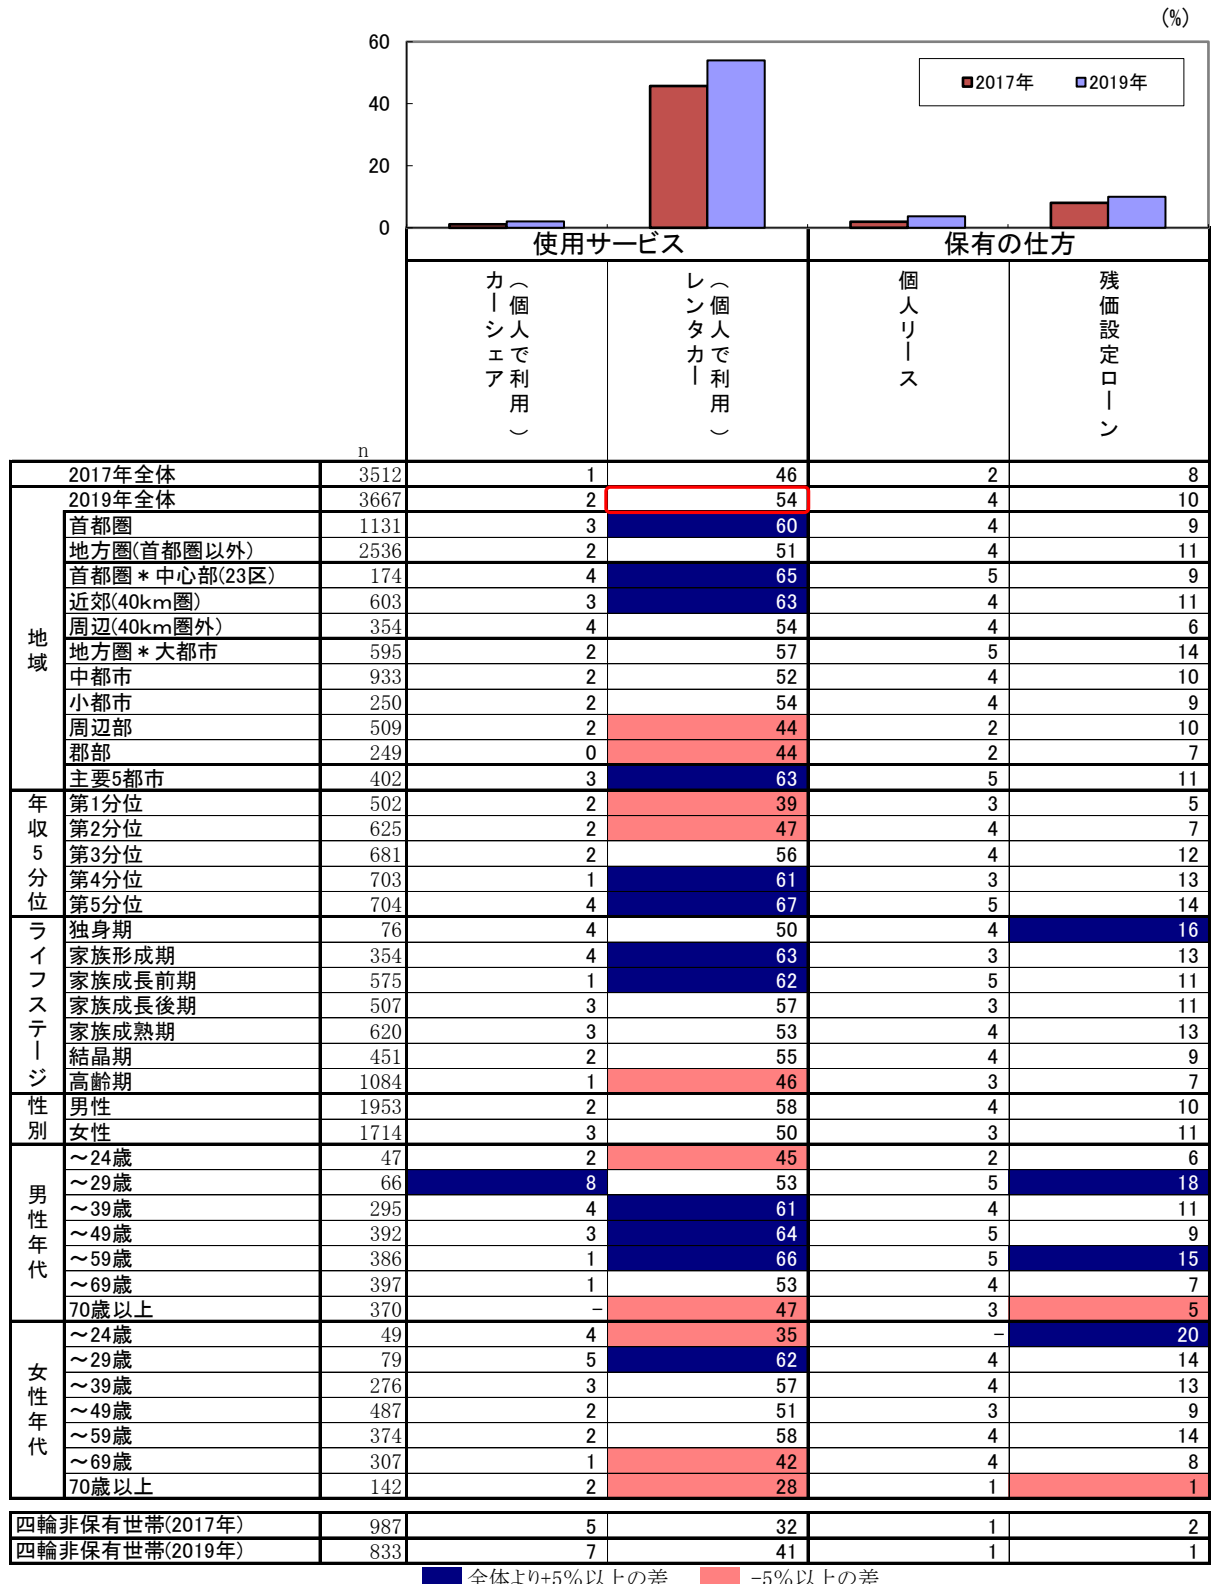 (%)
60
40
20
0
2017年 2019年
使用サービス 保有の仕方
カーシェア（個人で利用） レンタカー（個人で利用） 個人リース 残価設定ローン
n
2017年全体 3512 1 46 2 8
2019年全体 3667 2 54 4 10
地域
首都圏 1131 3 60 4 9
地方圏(首都圏以外) 2536 2 51 4 11
首都圏＊中心部(23区) 174 4 65 5 9
近郊(40km圏) 603 3 63 4 11
周辺(40km圏外) 354 4 54 4 6
地方圏＊大都市 595 2 57 5 14
中都市 933 2 52 4 10
小都市 250 2 54 4 9
周辺部 509 2 44 2 10
郡部 249 0 44 2 7
主要5都市 402 3 63 5 11
年収5分位
第1分位 502 2 39 3 5
第2分位 625 2 47 4 7
第3分位 681 2 56 4 12
第4分位 703 1 61 3 13
第5分位 704 4 67 5 14
ライフステージ
独身期 76 4 50 4 16
家族形成期 354 4 63 3 13
家族成長前期 575 1 62 5 11
家族成長後期 507 3 57 3 11
家族成熟期 620 3 53 4 13
結晶期 451 2 55 4 9
高齢期 1084 1 46 3 7
性別
男性 1953 2 58 4 10
女性 1714 3 50 3 11
男性年代
～24歳 47 2 45 2 6
～29歳 66 8 53 5 18
～39歳 295 4 61 4 11
～49歳 392 3 64 5 9
～59歳 386 1 66 5 15
～69歳 397 1 53 4 7
70歳以上 370 - 47 3 5
女性年代
～24歳 49 4 35 - 20
～29歳 79 5 62 4 14
～39歳 276 3 57 4 13
～49歳 487 2 51 3 9
～59歳 374 2 58 4 14
～69歳 307 1 42 4 8
70歳以上 142 2 28 1 1
四輪非保有世帯(2017年) 987 5 32 1 2
四輪非保有世帯(2019年) 833 7 41 1 1
全体より+5%以上の差 -5%以上の差